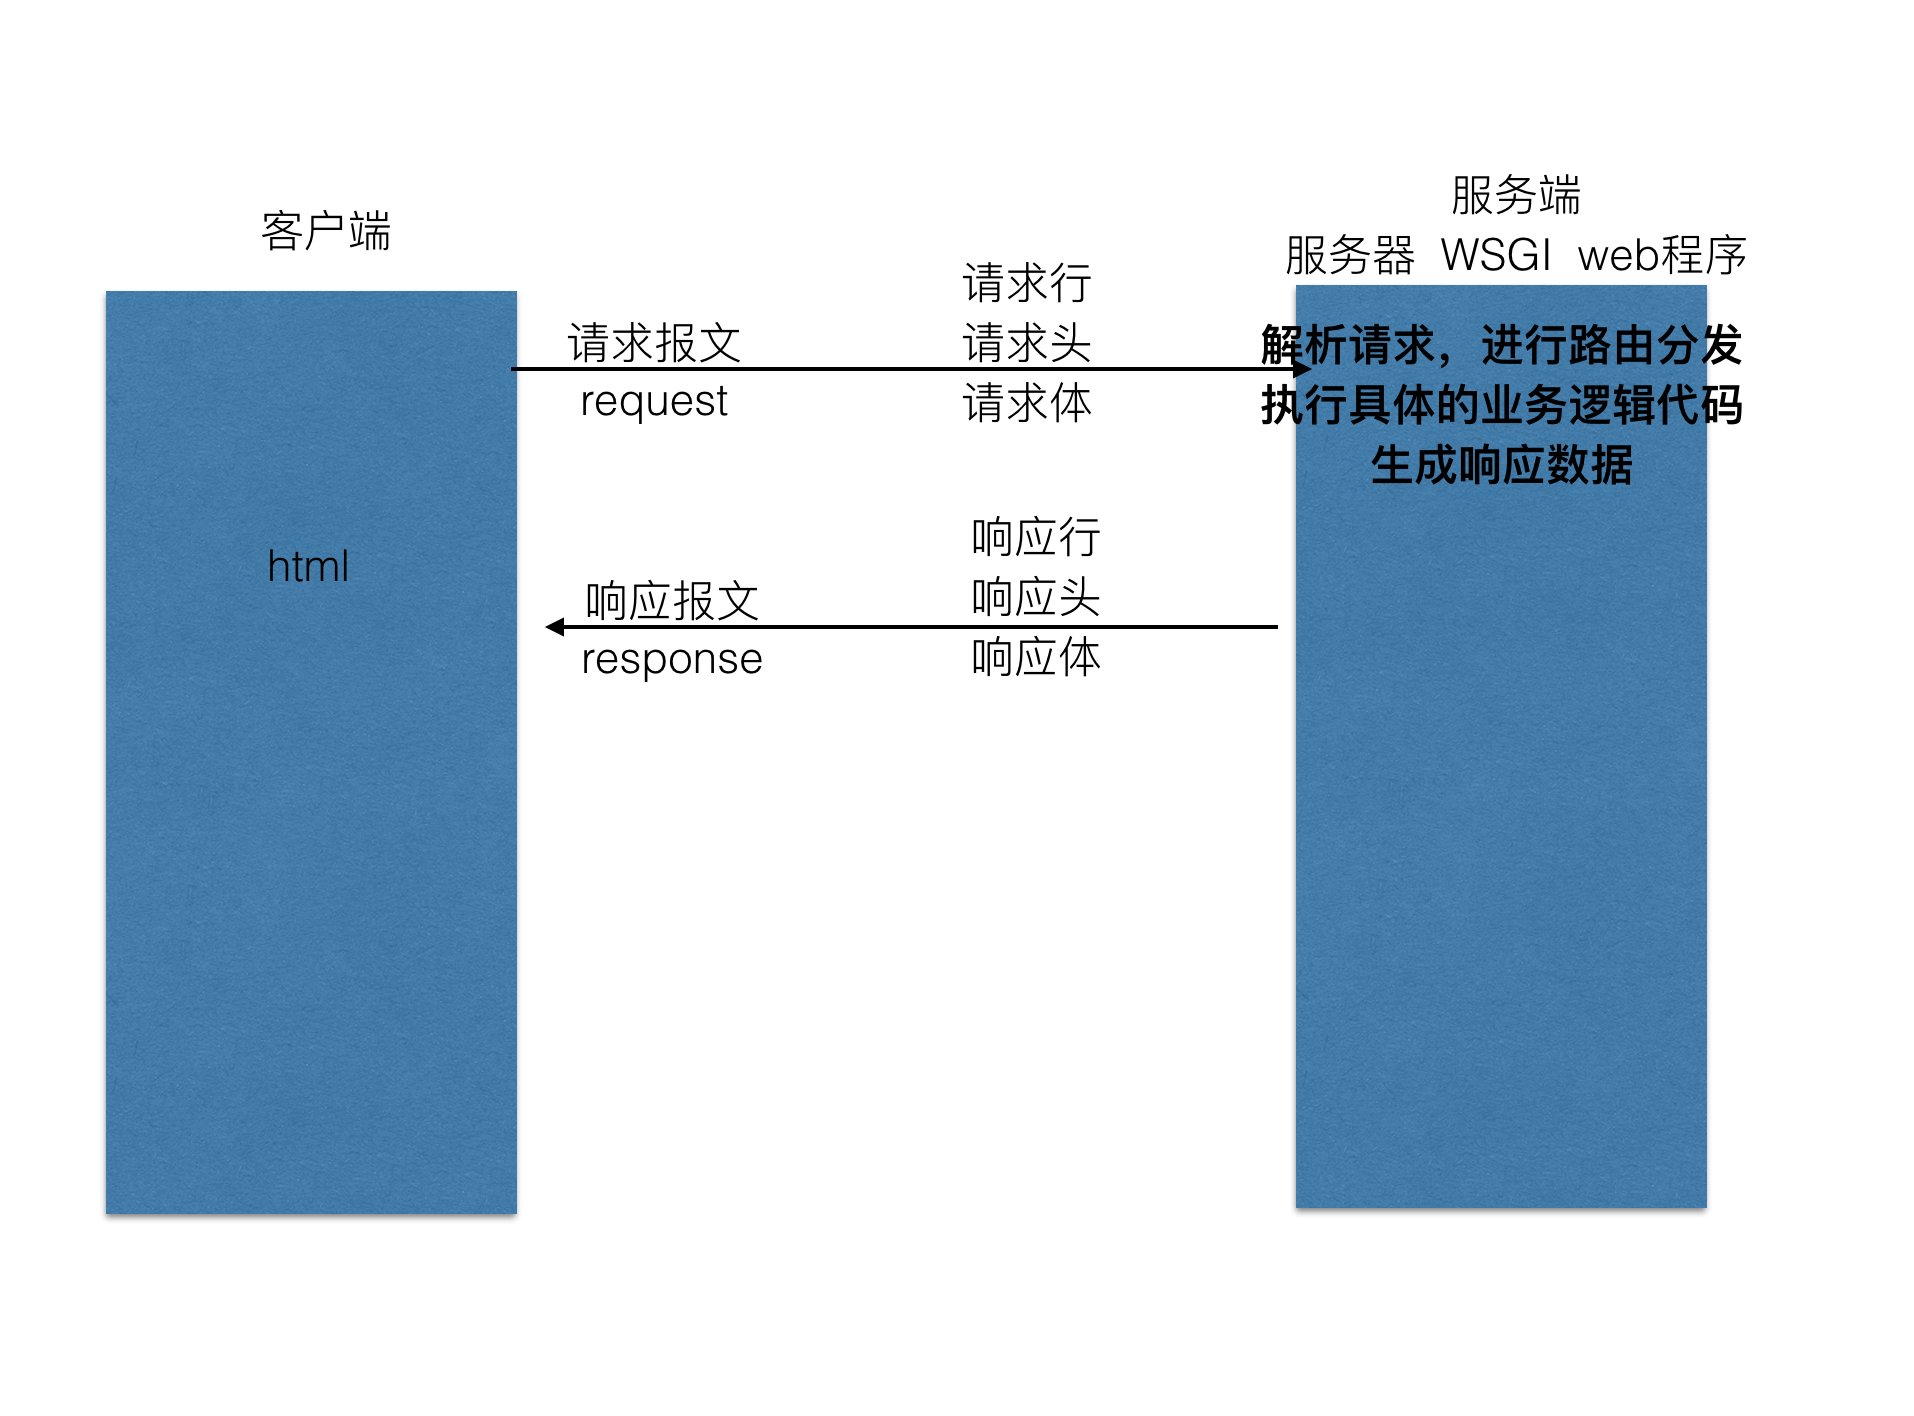 客户端
服务端
服务器 WSGI web程序
请求报文
request
请求行
请求头
请求体
解析请求，进行路由分发
执行具体的业务逻辑代码
生成响应数据
html
响应报文
response
响应行
响应头
响应体